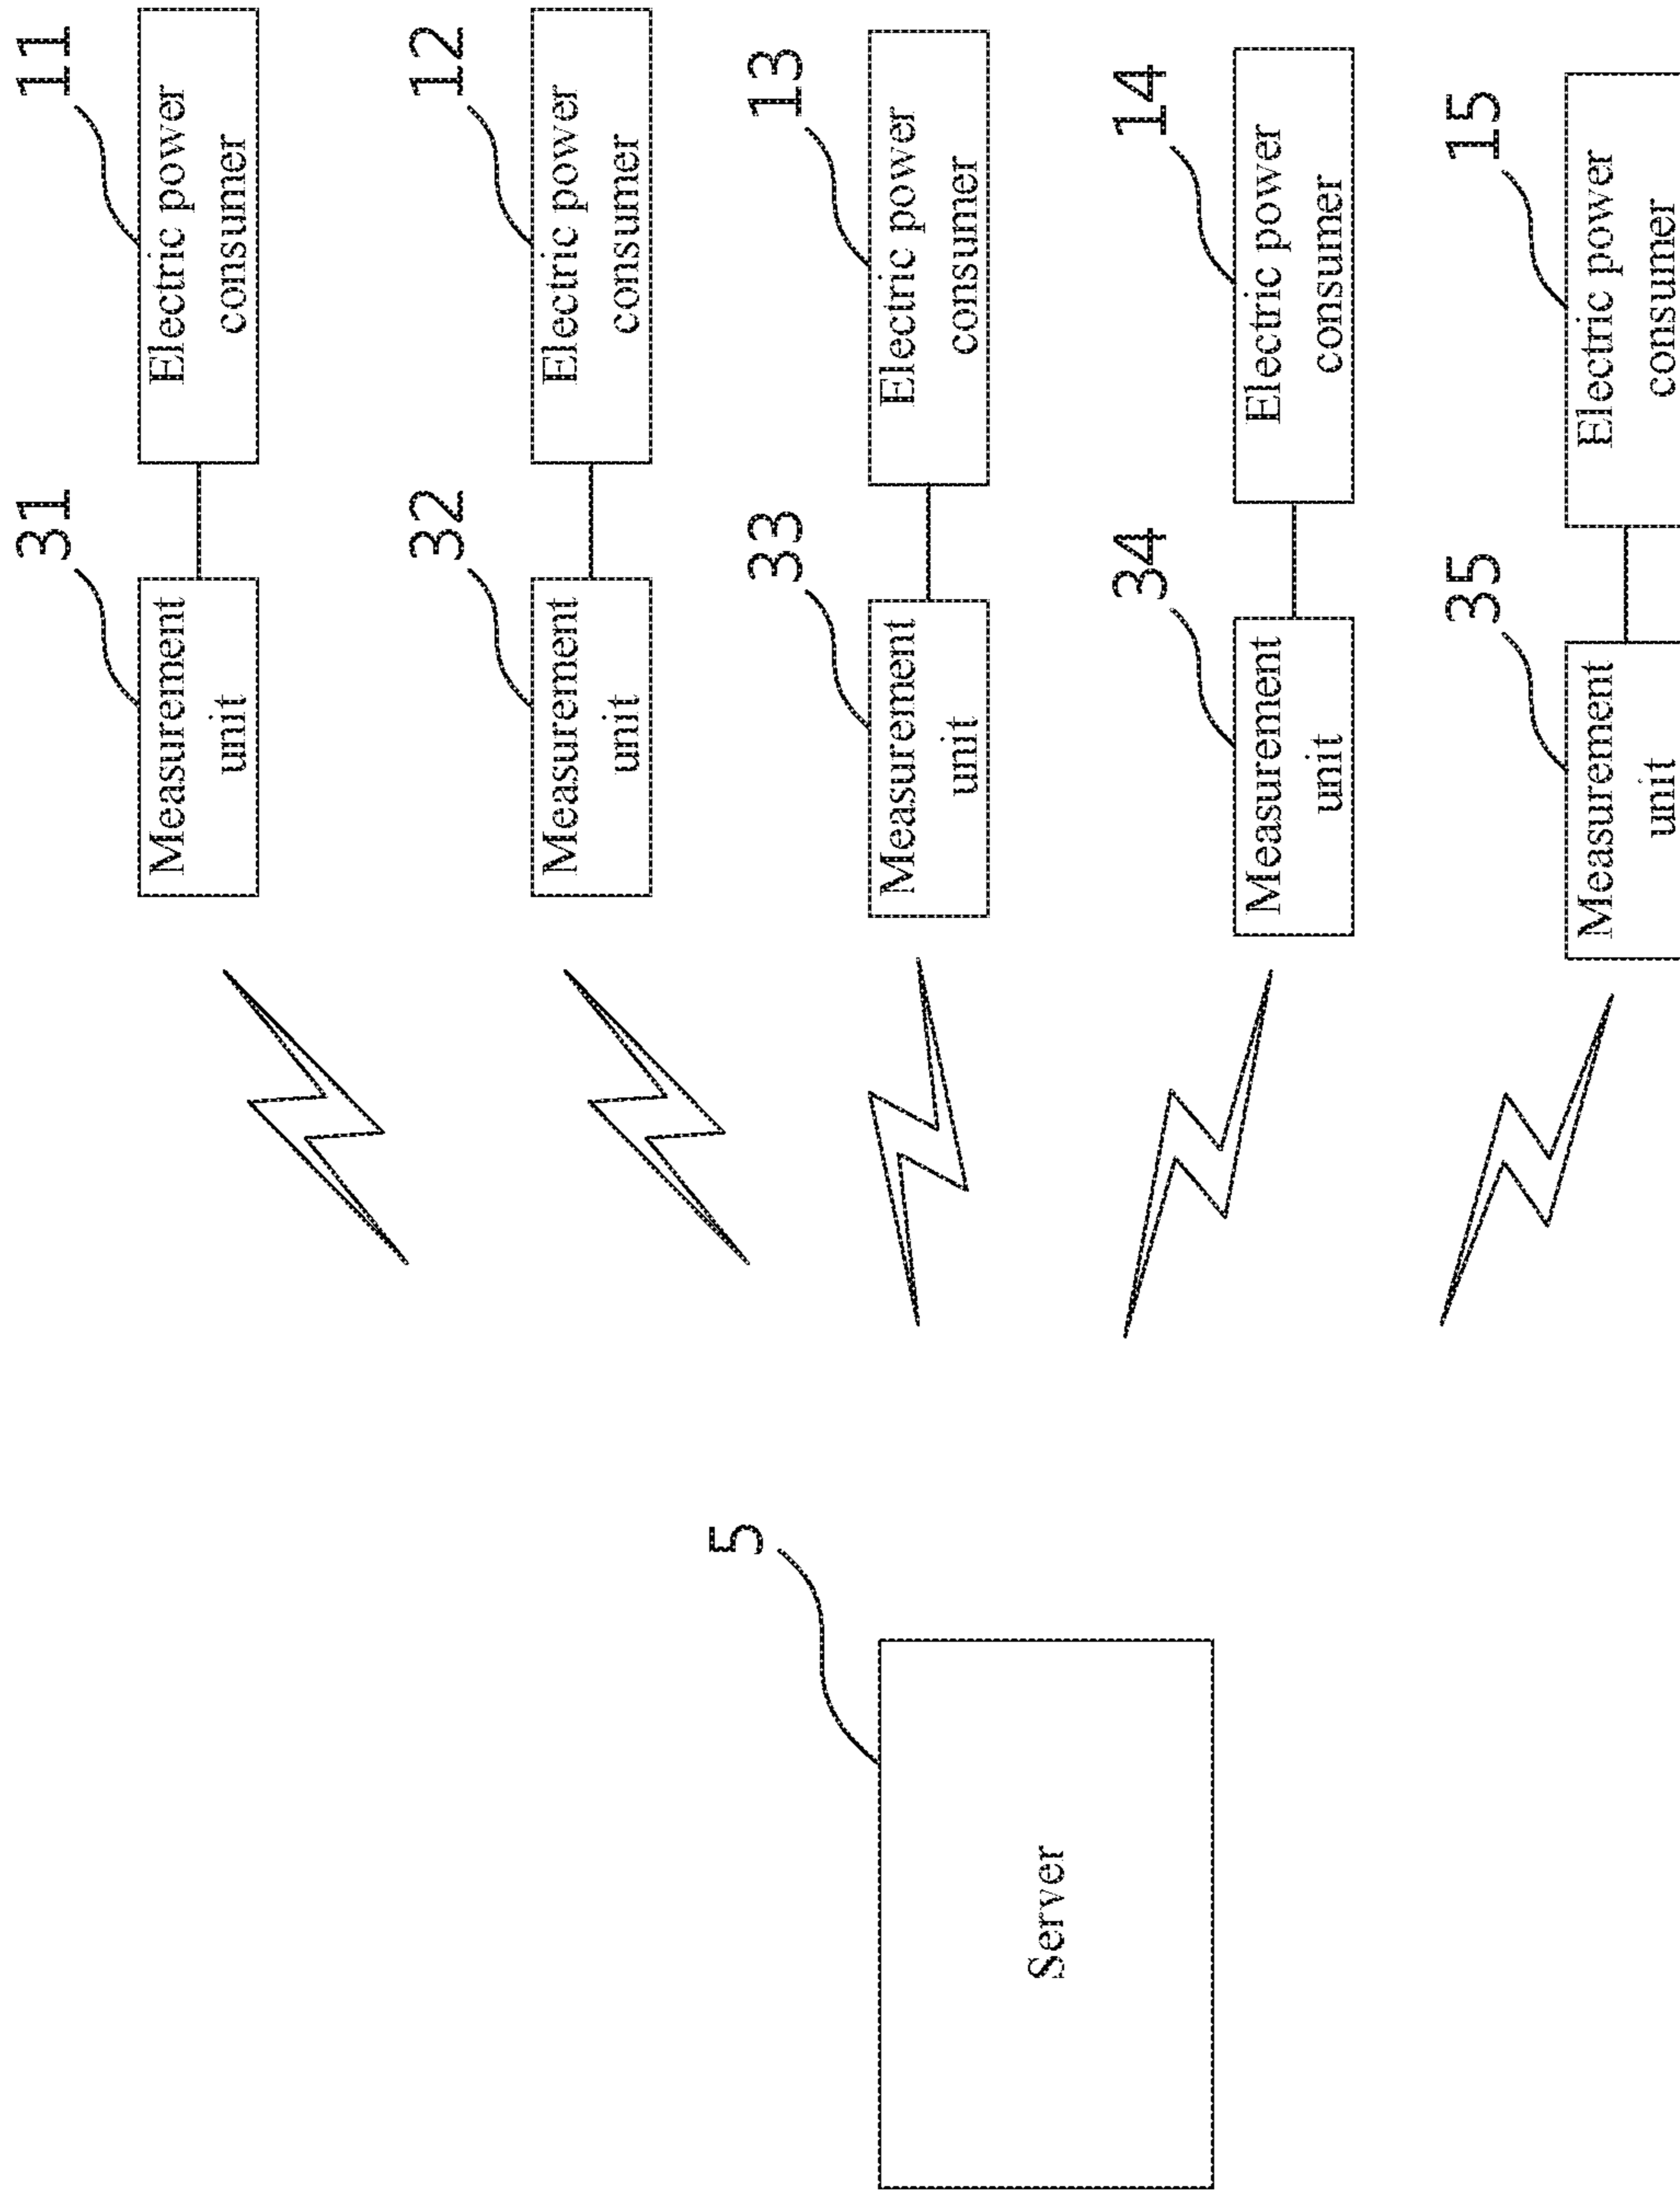 11
Electric power
consumer
31
Measurement
unit
12
Electric power
consumer
32
Measurement
unit
13
Electric power
consumer
33
Measurement
unit
14
Electric power
consumer
34
Measurement
unit
15
Electric power
consumer
35
Measurement
unit
5
Server